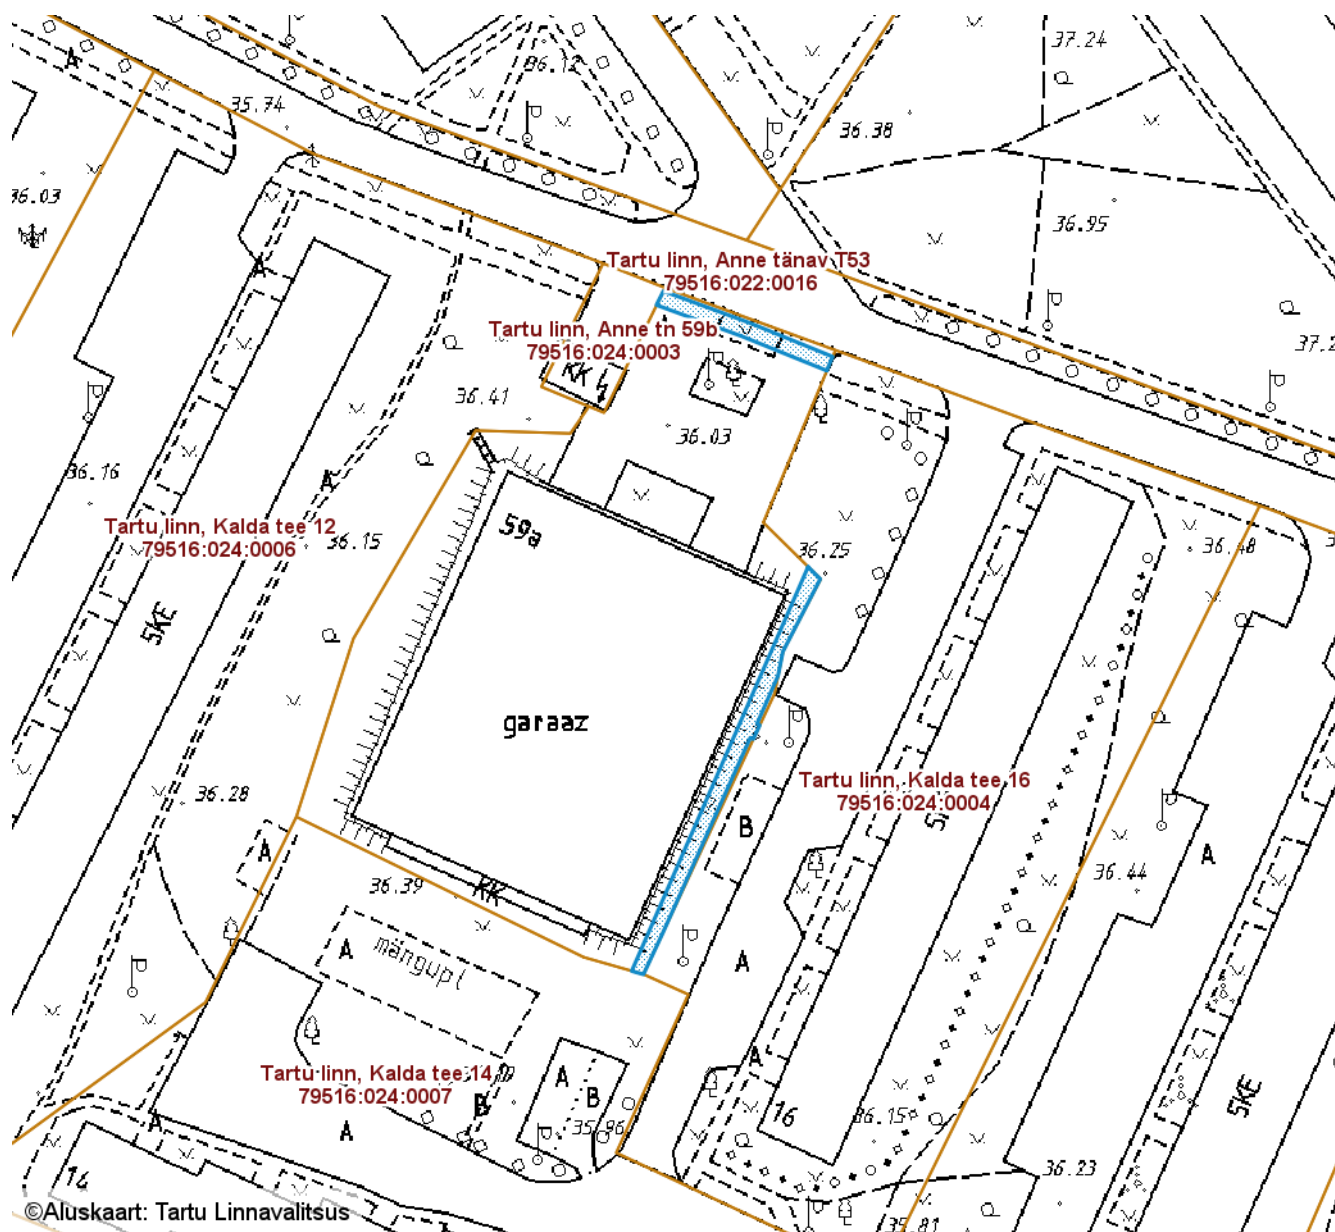 37.24
36.12
A
35.74
36.38
36.03
36.95
Tartu linn, Anne tänav T53
79516:022:0016
A
Tartu linn, Anne tn 59b
79516:024:0003
37.2
KK
36.41
36.03
36.16
A
59a
Tartu linn, Kalda tee 12
79516:024:0006
36.15
36.25
36.48
5KE
garaaz
Tartu linn, Kalda tee 16
79516:024:0004
36.28
B
A
A
36.39
KK
36.44
A
mängupl
A
A
Tartu linn, Kalda tee 14
79516:024:0007
A
B
B
5KE
A
A
35.96
16
36.15
14
36.23
©Aluskaart: Tartu Linnavalitsus
35.81